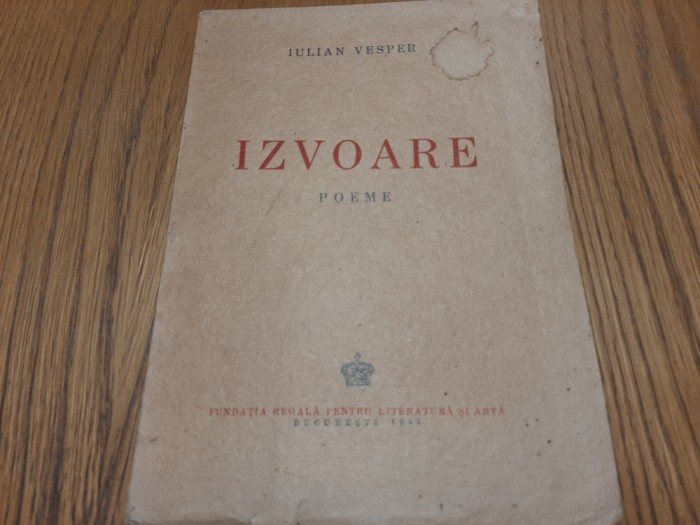 IULIAN VESPER
IZVOARE
POEME
FUNDAȚIA REGALĂ PENTRU LITERATURĂ ȘI ARTĂ
BUCUREȘTI